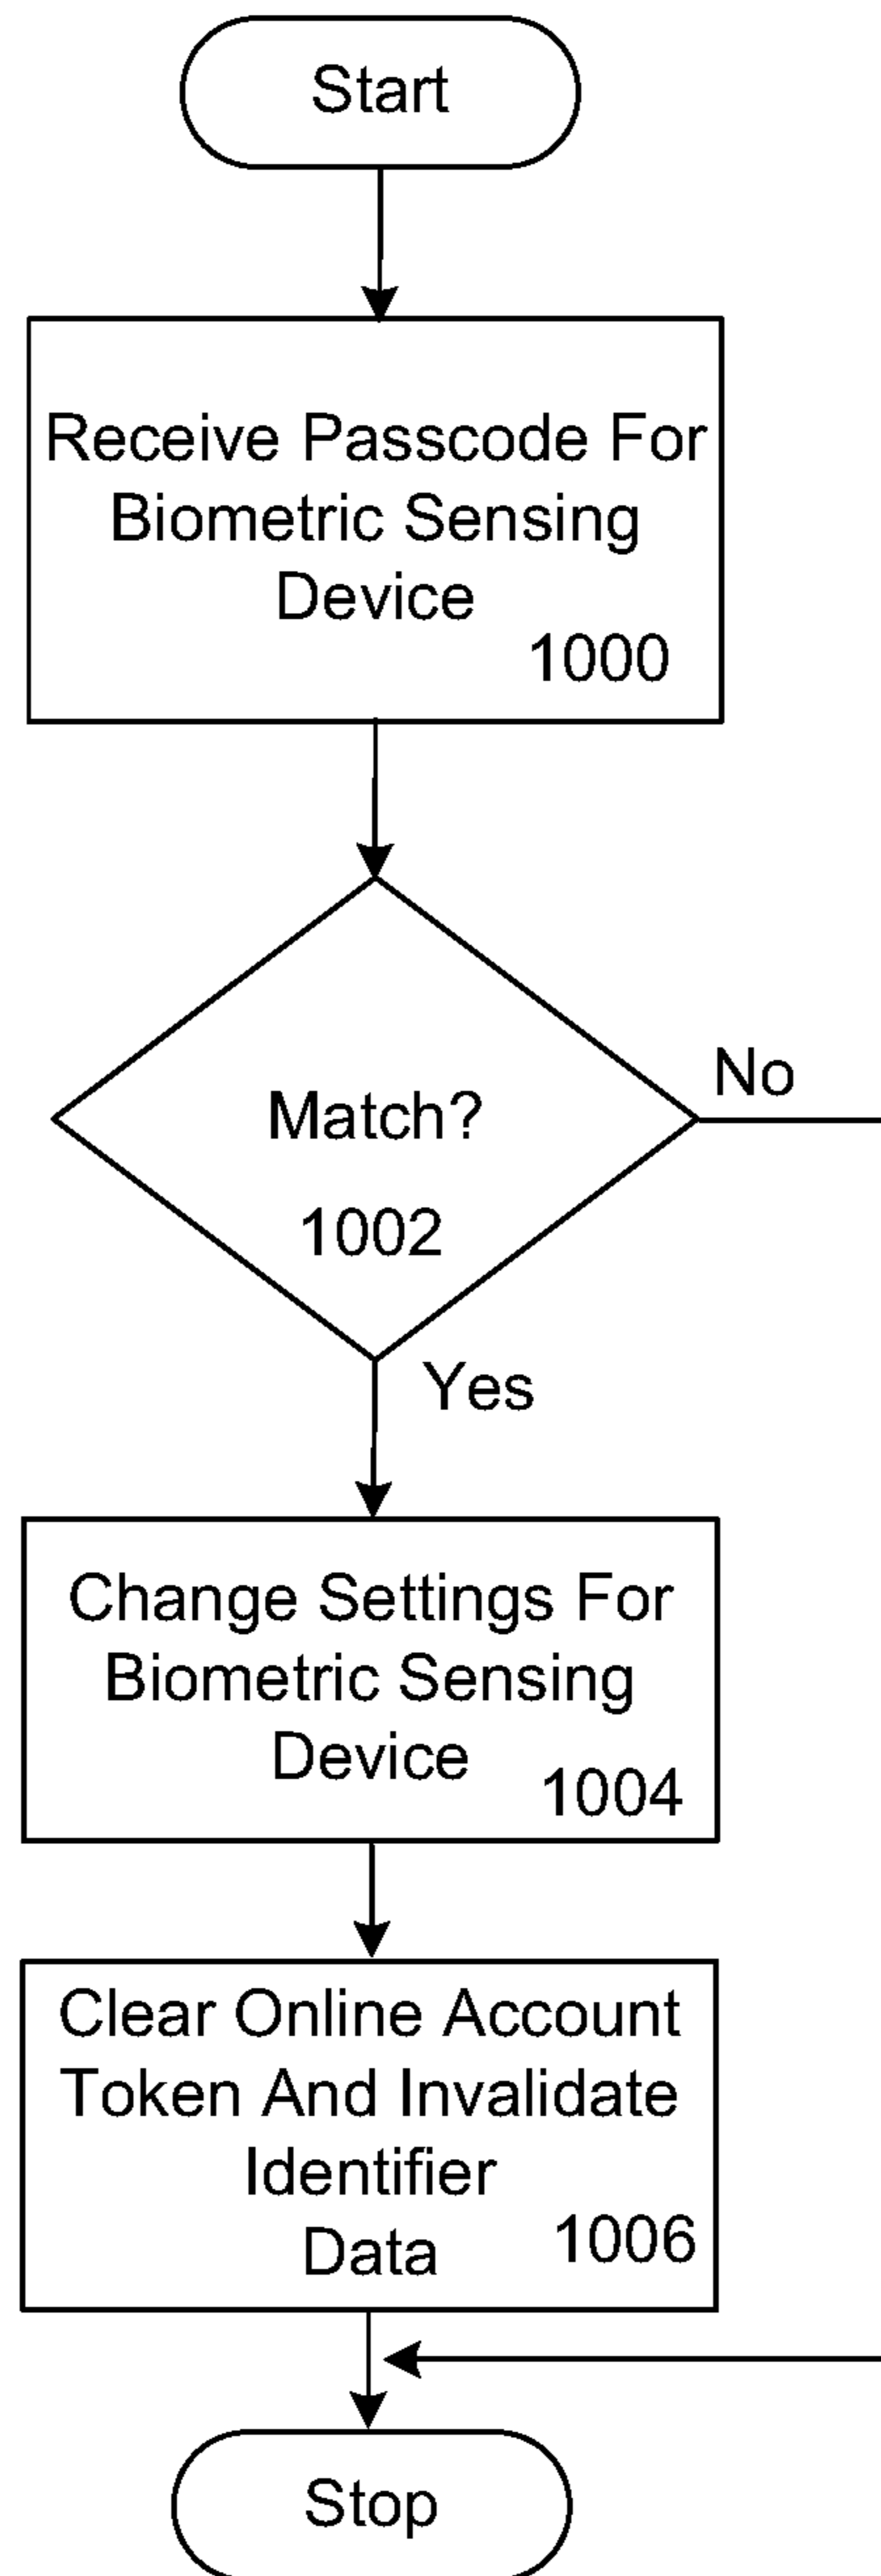 Start
Receive Passcode For
Biometric Sensing
Device
1000
Match?
1002
No
Yes
Change Settings For
Biometric Sensing
Device
1004
Clear Online Account
Token And Invalidate
Identifier
Data
1006
Stop